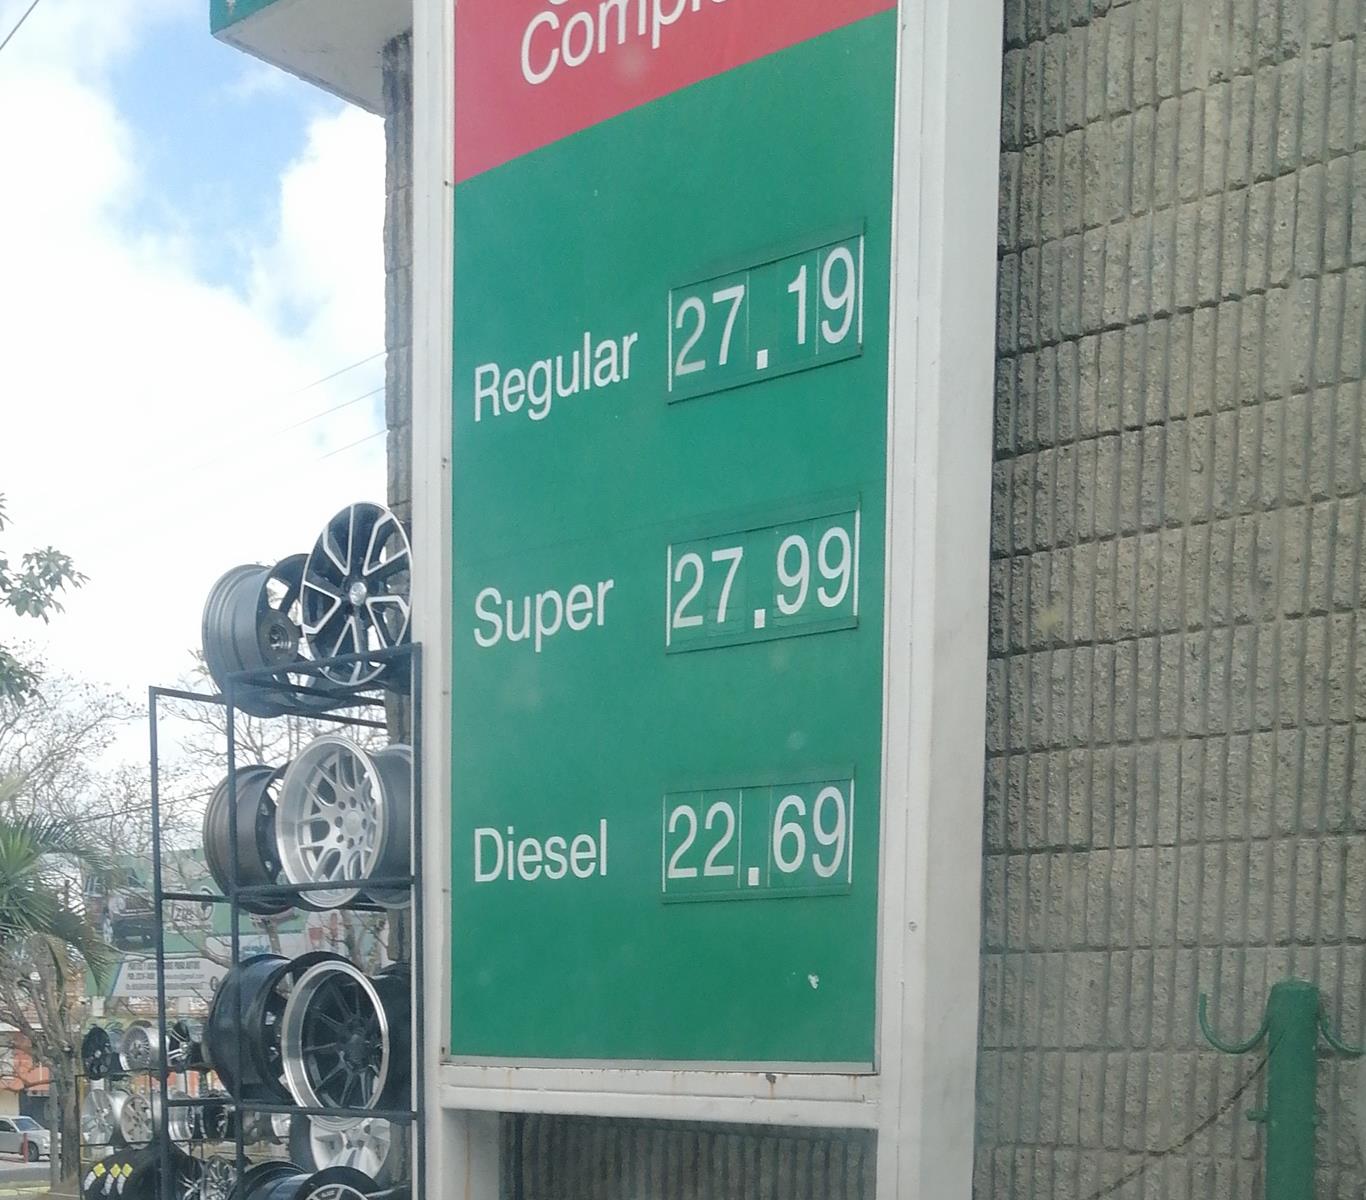 Regular 27.19
Super 27.99
Diesel 22.69